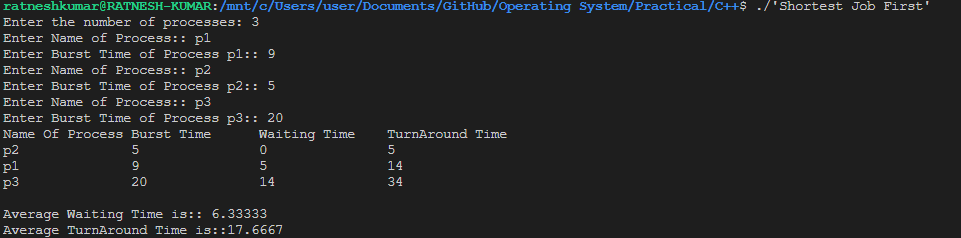 ratneshkumar@RATNESH-KUMAR:/mnt/c/Users/user/Documents/GitHub/Operating System/Practical/C++$ ./'Shortest Job First'
Enter the number of processes: 3
Enter Name of Process:: p1
Enter Burst Time of Process p1:: 9
Enter Name of Process:: p2
Enter Burst Time of Process p2:: 5
Enter Name of Process:: p3
Enter Burst Time of Process p3:: 20
Name Of Process Burst Time      Waiting Time    TurnAround Time
p2              5               0               5
p1              9               5               14
p3              20              14              34

Average Waiting Time is:: 6.33333
Average TurnAround Time is::17.6667